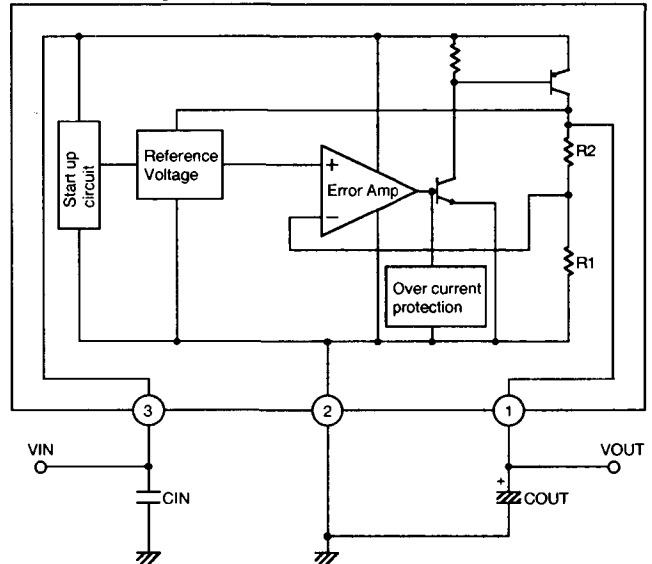 R2
Reference
Voltage
+
Error Amp
−
Start up
circuit
R1
Over current
protection
3
2
1
VIN
VOUT
CIN
+
COUT